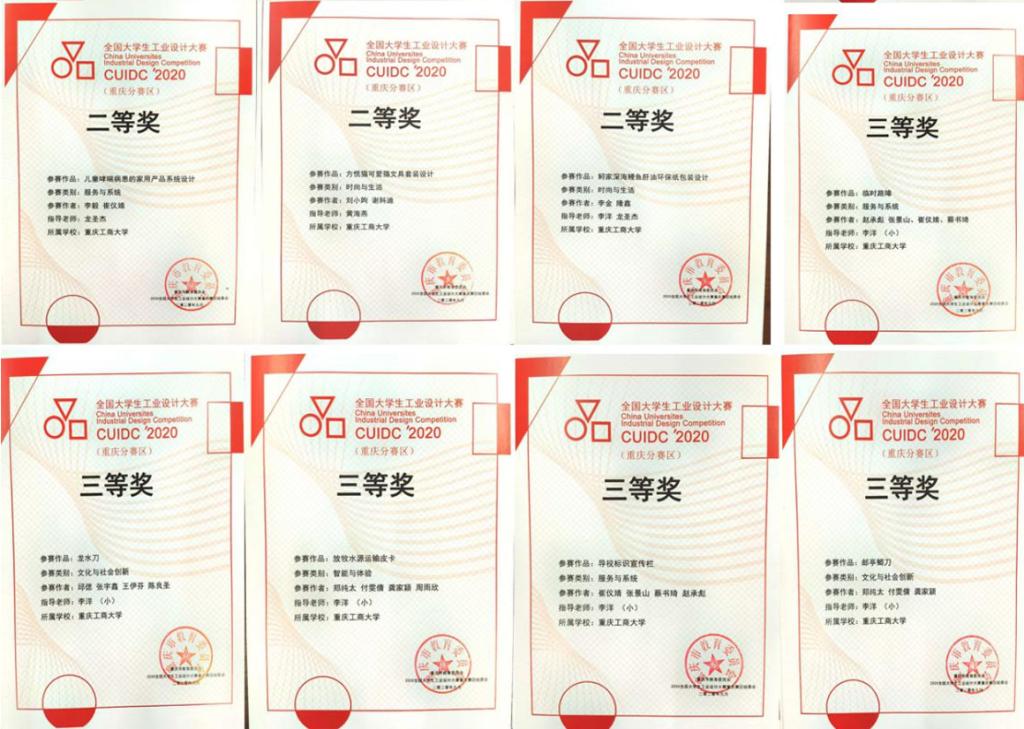 全国大学生工业设计大赛
China Universites
Industrial Design Competition
CUIDC '2020
(重庆分赛区)
二等奖
参赛作品：儿童哮喘病患的家用产品系统设计
参赛类别：服务与系统
参赛作者：李毅 崔仪婧
指导老师：龙圣杰
所属学校：重庆工商大学
全国大学生工业设计大赛
China Universites
Industrial Design Competition
CUIDC '2020
(重庆分赛区)
二等奖
参赛作品：方慌猫可爱猫文具套装设计
参赛类别：时尚与生活
参赛作者：刘小鸥 谢科迪
指导老师：黄海燕
所属学校：重庆工商大学
全国大学生工业设计大赛
China Universites
Industrial Design Competition
CUIDC '2020
(重庆分赛区)
二等奖
参赛作品：轲家深海鳗鱼肝油环保纸包装设计
参赛类别：时尚与生活
参赛作者：李金 隆鑫
指导老师：李洋 龙圣杰
所属学校：重庆工商大学
全国大学生工业设计大赛
China Universites
Industrial Design Competition
CUIDC '2020
(重庆分赛区)
三等奖
参赛作品：临时路障
参赛类别：服务与系统
参赛作者：赵承彪 张景山、崔仪婧、蔡书琦
指导老师：李洋 （小）
所属学校：重庆工商大学
全国大学生工业设计大赛
China Universites
Industrial Design Competition
CUIDC '2020
(重庆分赛区)
三等奖
参赛作品：龙水刀
参赛类别：文化与社会创新
参赛作者：邱德 张宇鑫 王伊芬 陈良圣
指导老师：李洋 （小）
所属学校：重庆工商大学
全国大学生工业设计大赛
China Universites
Industrial Design Competition
CUIDC '2020
(重庆分赛区)
三等奖
参赛作品：放牧水源运输皮卡
参赛类别：智能与体验
参赛作者：郑纯太 付雯倩 龚家颖 周雨欣
指导老师：李洋 （小）
所属学校：重庆工商大学
全国大学生工业设计大赛
China Universites
Industrial Design Competition
CUIDC '2020
(重庆分赛区)
三等奖
参赛作品：导校标识宣传栏
参赛类别：服务与系统
参赛作者：崔仪婧 张景山 蔡书琦 赵承彪
指导老师：李洋 （小）
所属学校：重庆工商大学
全国大学生工业设计大赛
China Universites
Industrial Design Competition
CUIDC '2020
(重庆分赛区)
三等奖
参赛作品：邮亭鲫刀
参赛类别：文化与社会创新
参赛作者：郑纯太 付雯倩 龚家颖
指导老师：李洋 （小）
所属学校：重庆工商大学